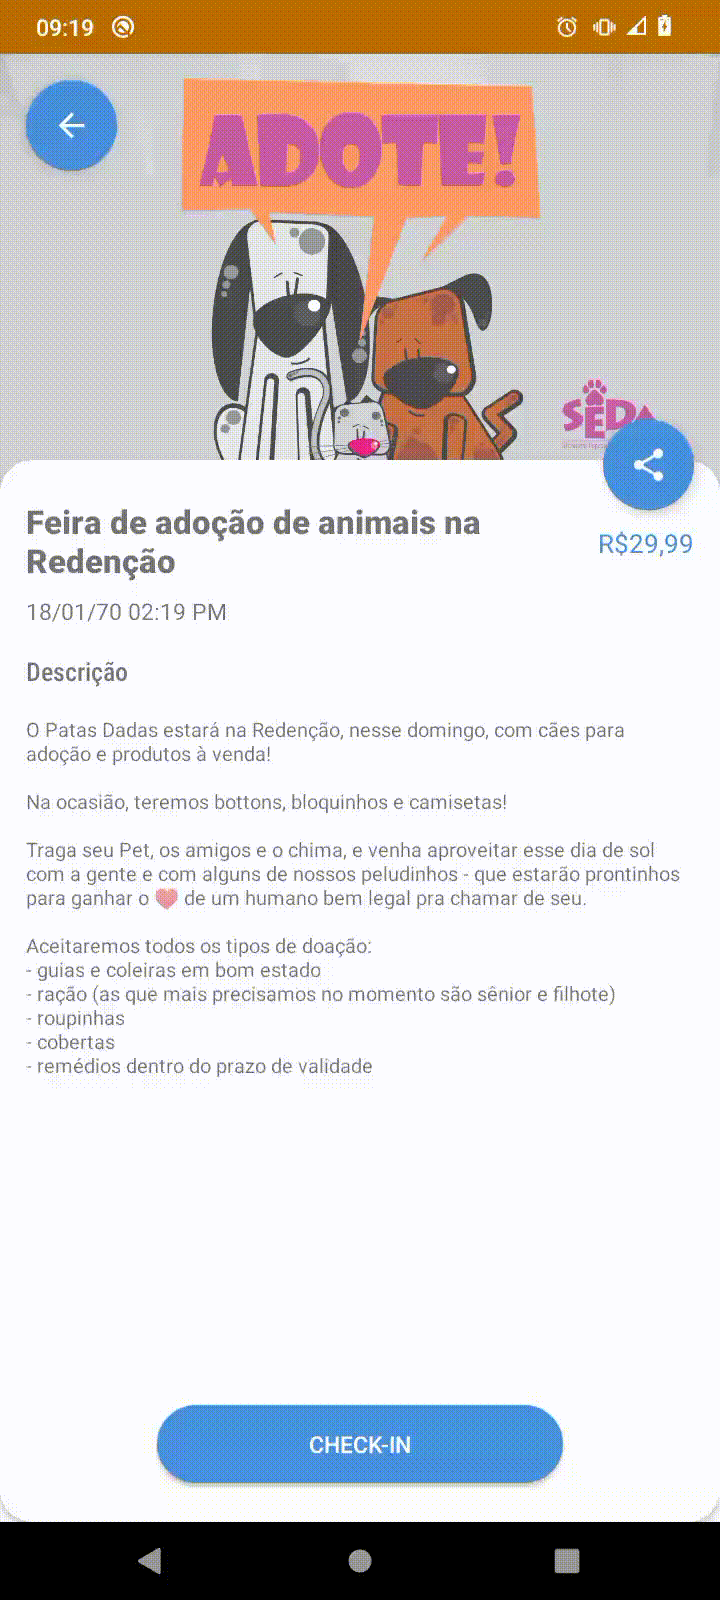 09:19
ADOTE!
SEDA
Feira de adoção de animais na
Redenção
R$29,99
18/01/70 02:19 PM
Descrição
O Patas Dadas estará na Redenção, nesse domingo, com cães para
adoção e produtos à venda!
Na ocasião, teremos bottons, bloquinhos e camisetas!
Traga seu Pet, os amigos e o chima, e venha aproveitar esse dia de sol
com a gente e com alguns de nossos peludinhos - que estarão prontinhos
para ganhar o ❤ de um humano bem legal pra chamar de seu.
Aceitaremos todos os tipos de doação:
- guias e coleiras em bom estado
- ração (as que mais precisamos no momento são sênior e filhote)
- roupinhas
- cobertas
- remédios dentro do prazo de validade
CHECK-IN